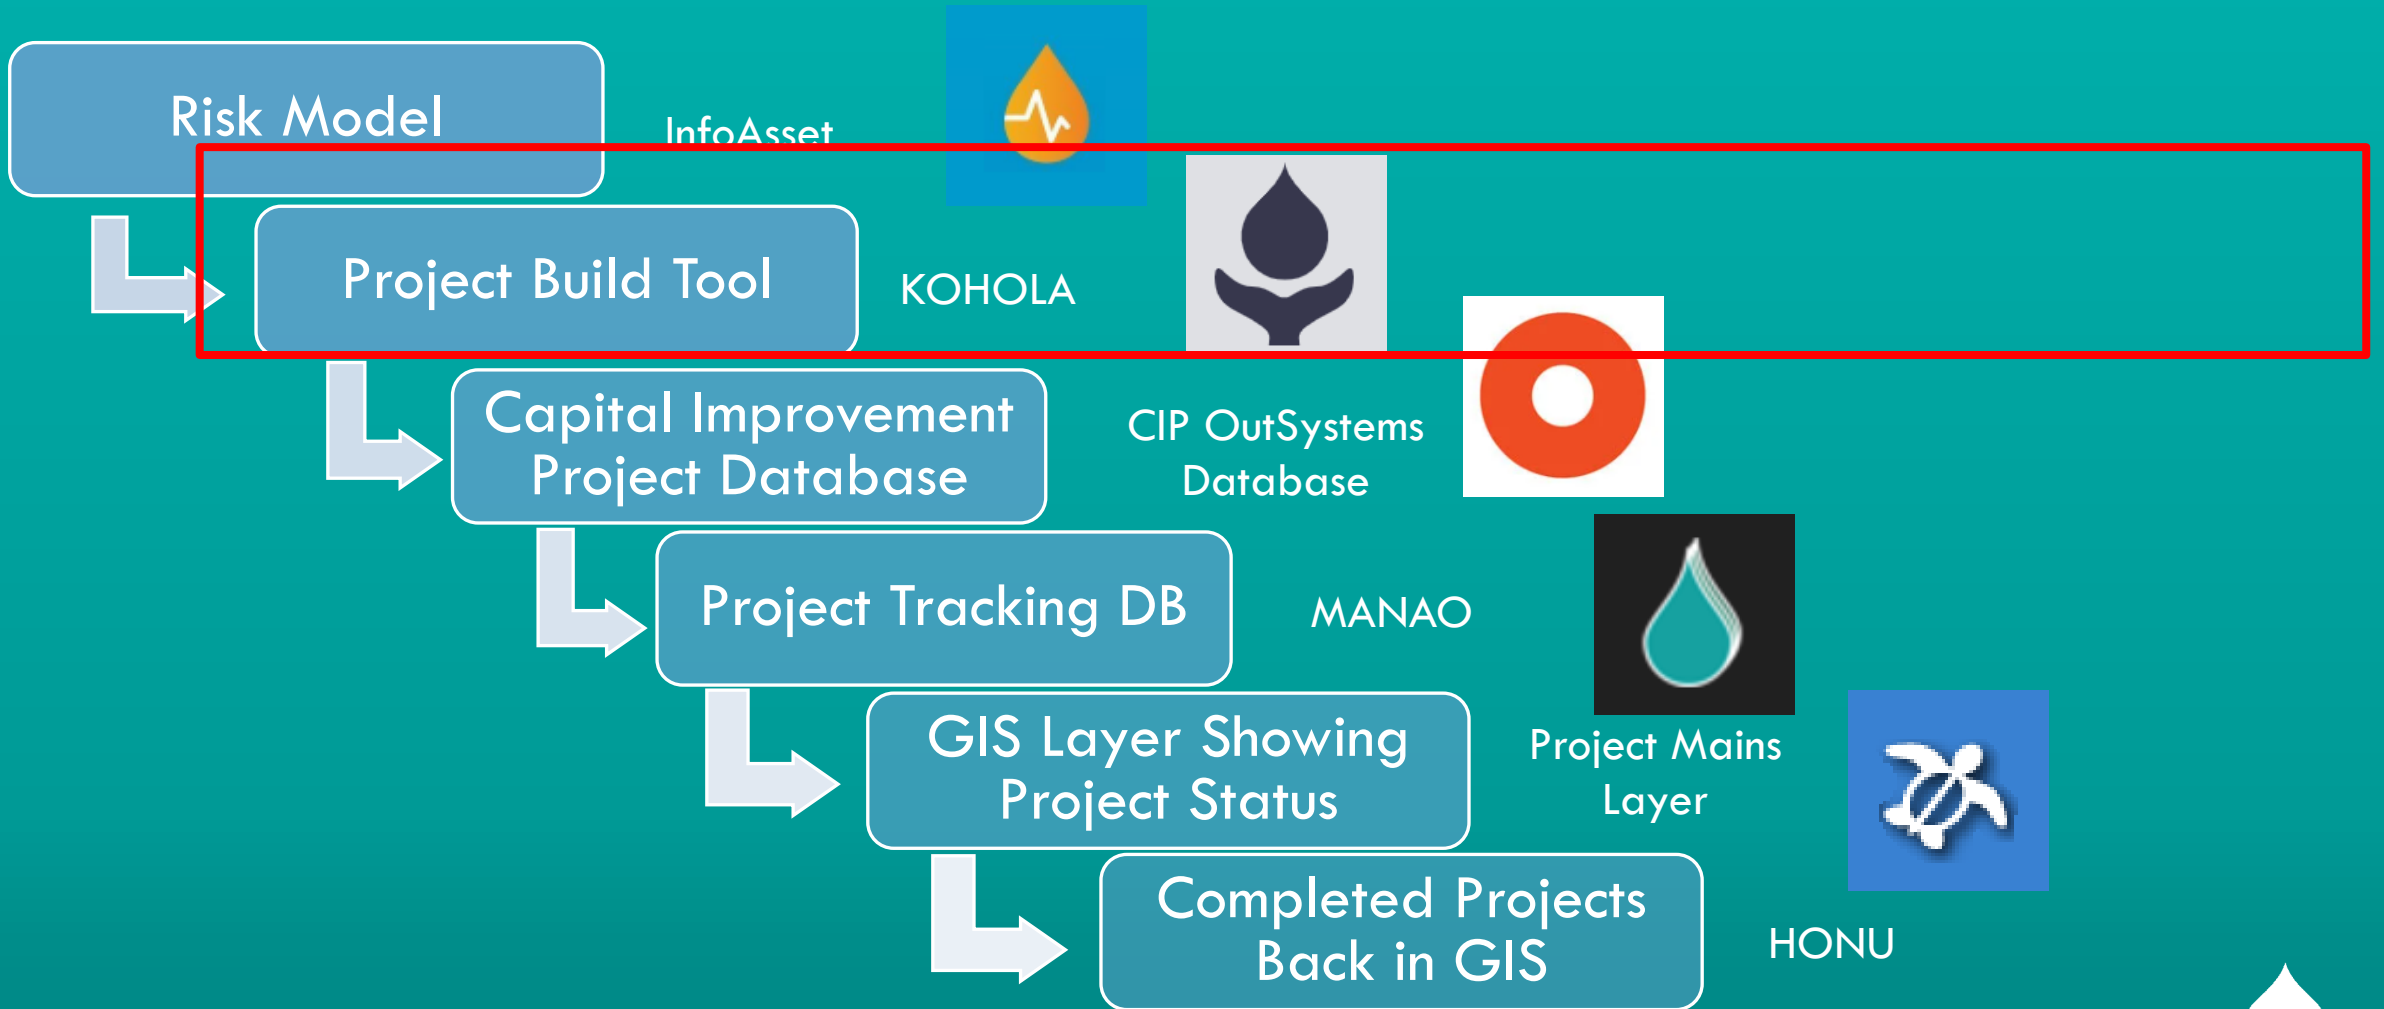 Risk Model
InfoAsset
Project Build Tool
KOHOLA
Capital Improvement
Project Database
CIP OutSystems
Database
Project Tracking DB
MANAO
GIS Layer Showing
Project Status
Project Mains
Layer
Completed Projects
Back in GIS
HONU